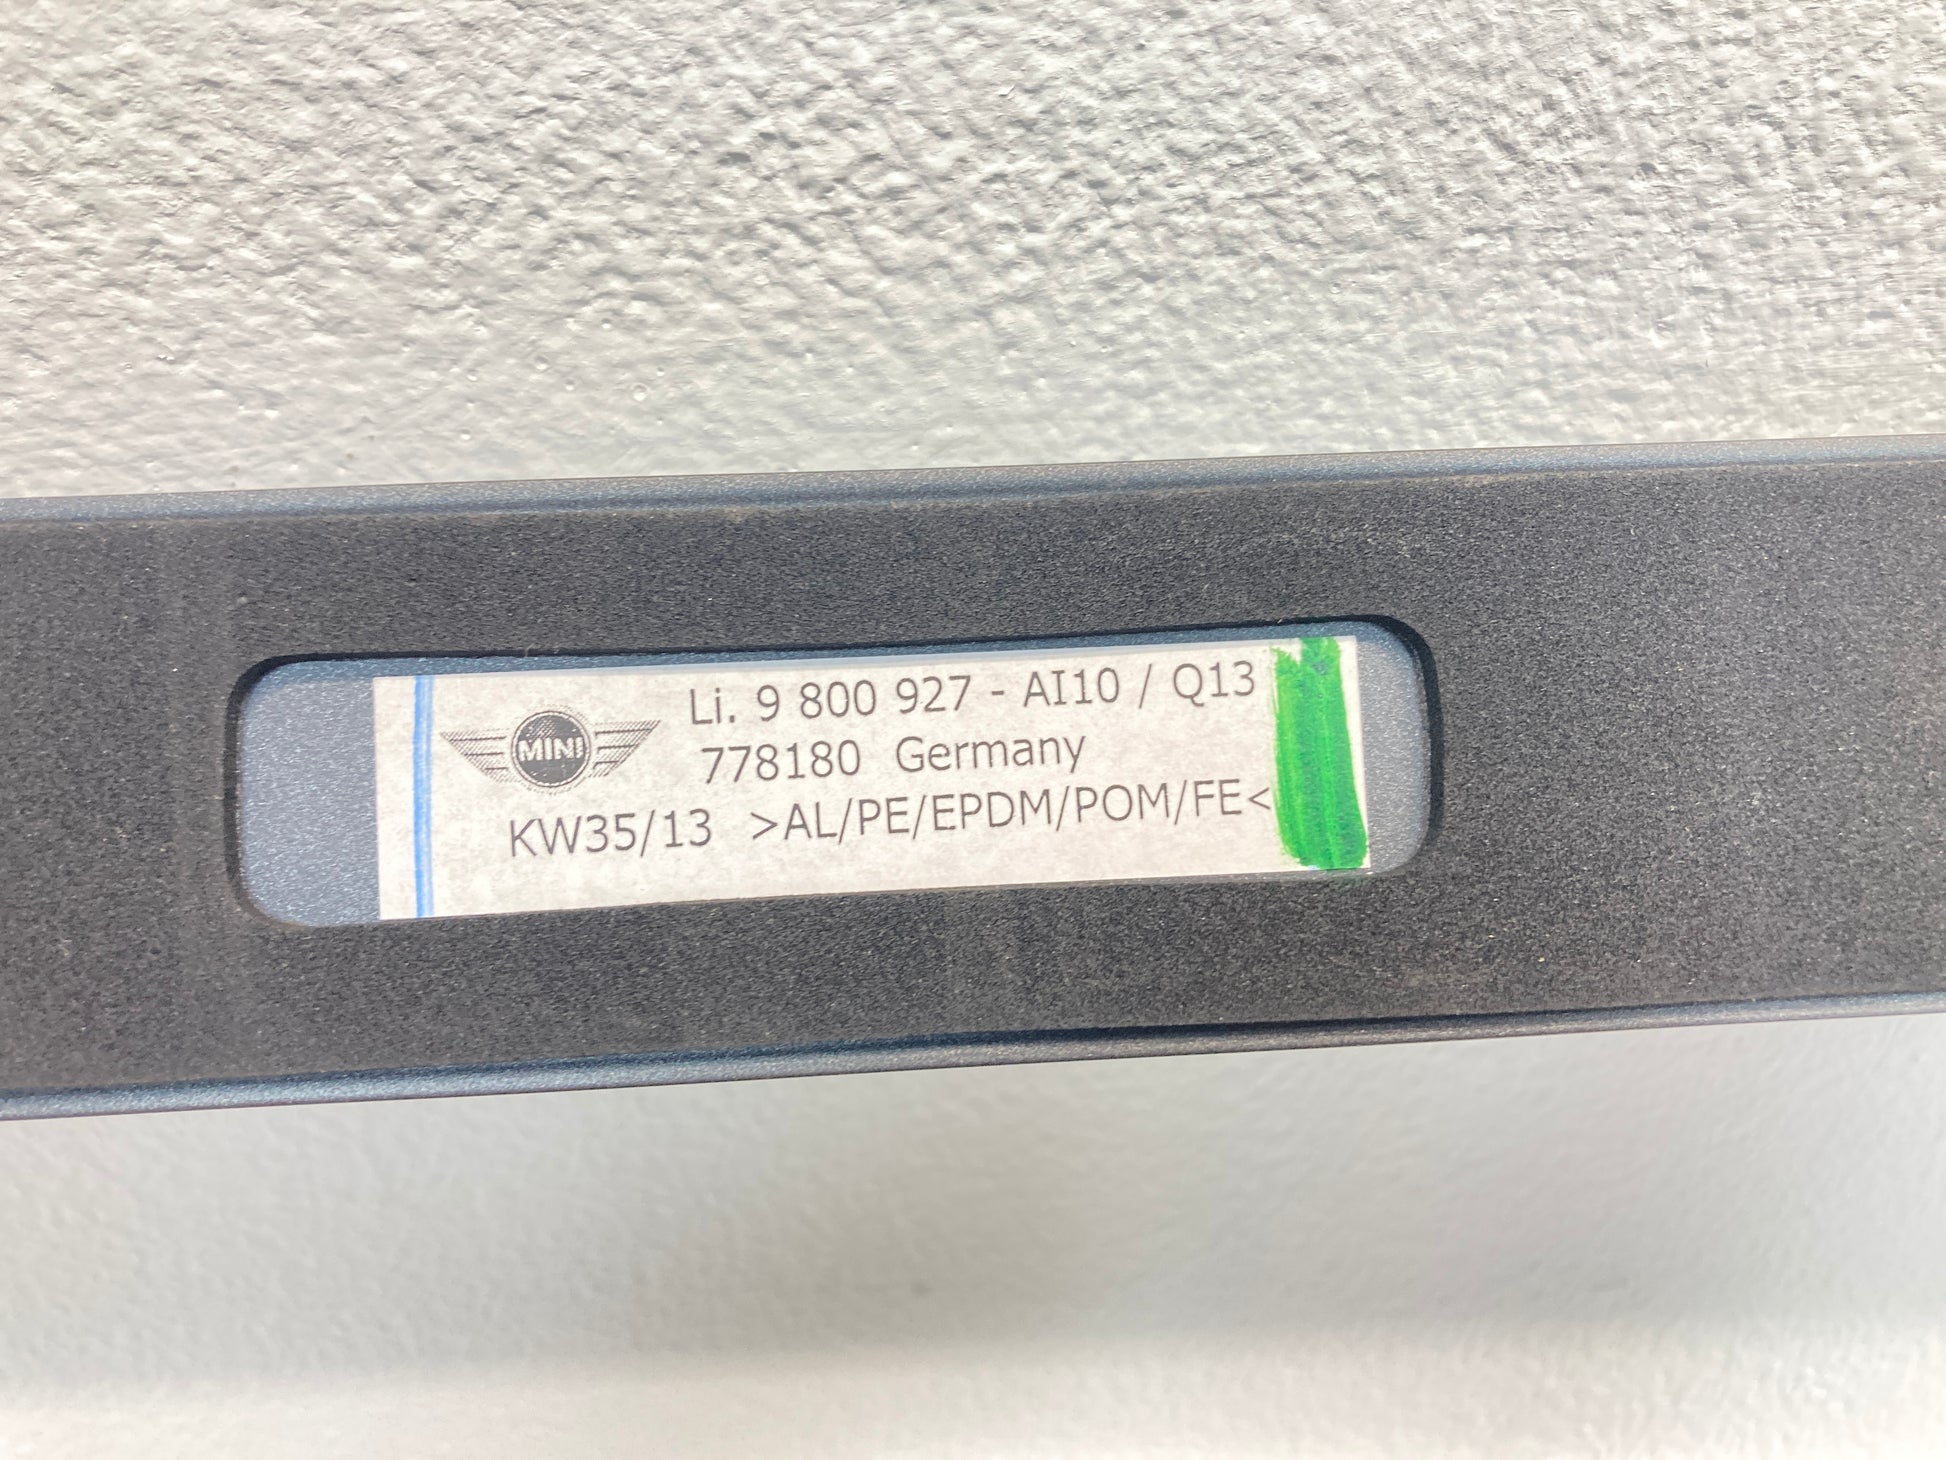 MINI
Li. 9 800 927 - AI10 / Q13
778180 Germany
KW35/13 >AL/PE/EPDM/POM/FE<